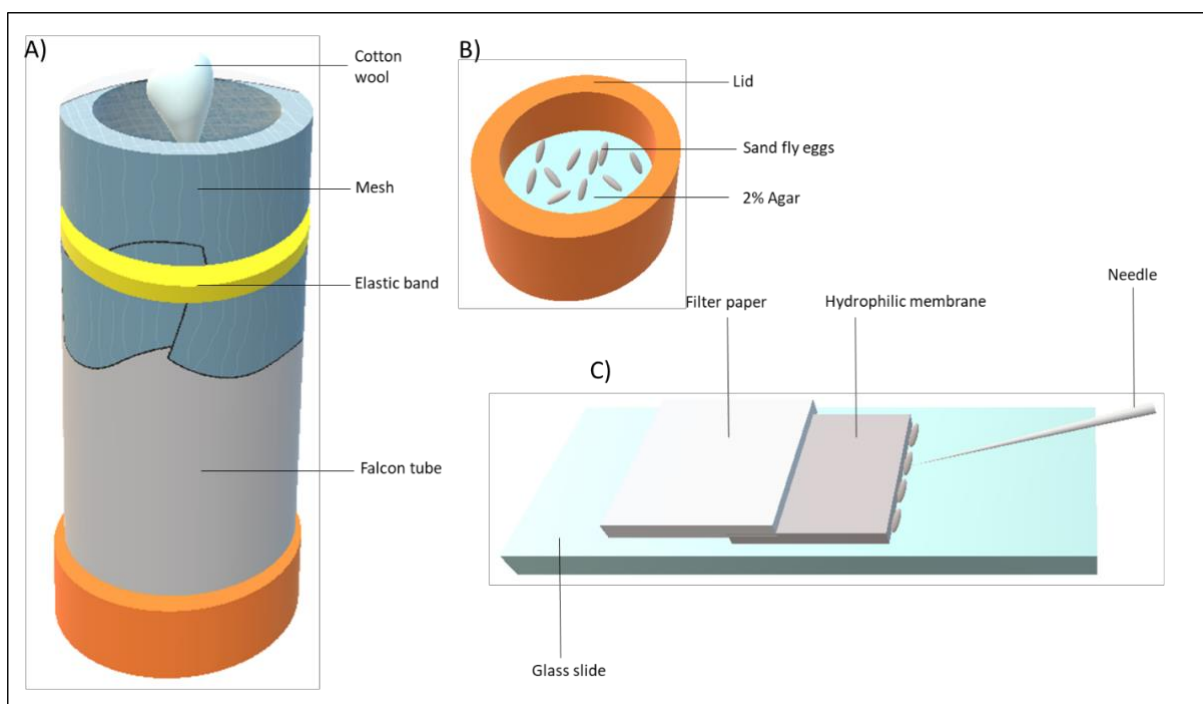 A)
Cotton
wool
Mesh
Elastic band
Falcon tube
B)
Lid
Sand fly eggs
2% Agar
C)
Filter paper
Hydrophilic membrane
Needle
Glass slide